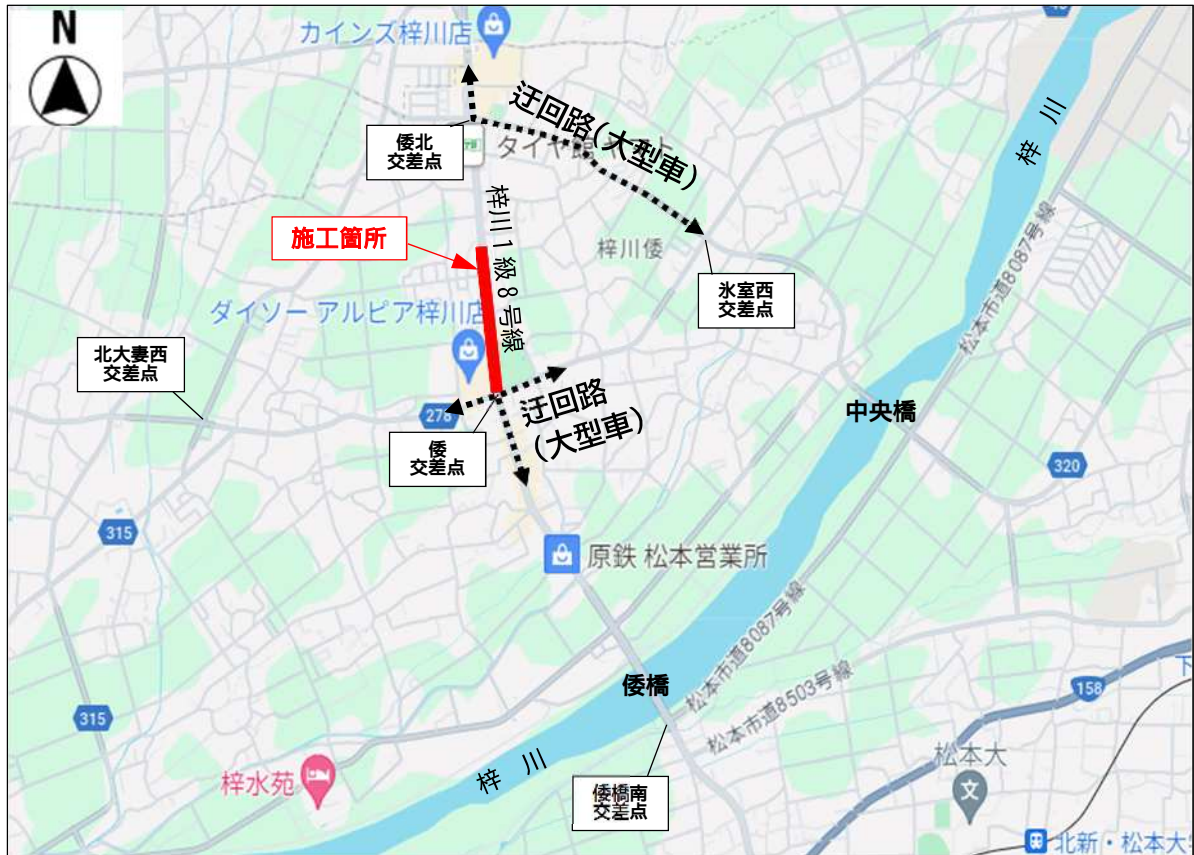 N
カインズ梓川店
迂回路(大型車)
倭北
交差点
タイヤ館
梓川
梓川1級8号線
施工箇所
梓川倭
氷室西
交差点
松本市道8087号線
ダイソー アルピア梓川店
北大妻西
交差点
278
倭
交差点
迂回路
(大型車)
中央橋
320
315
原鉄 松本営業所
松本市道8087号線
倭橋
158
松本市道8503号線
315
松本大
文
梓水苑
梓川
倭橋南
交差点
北新・松本大